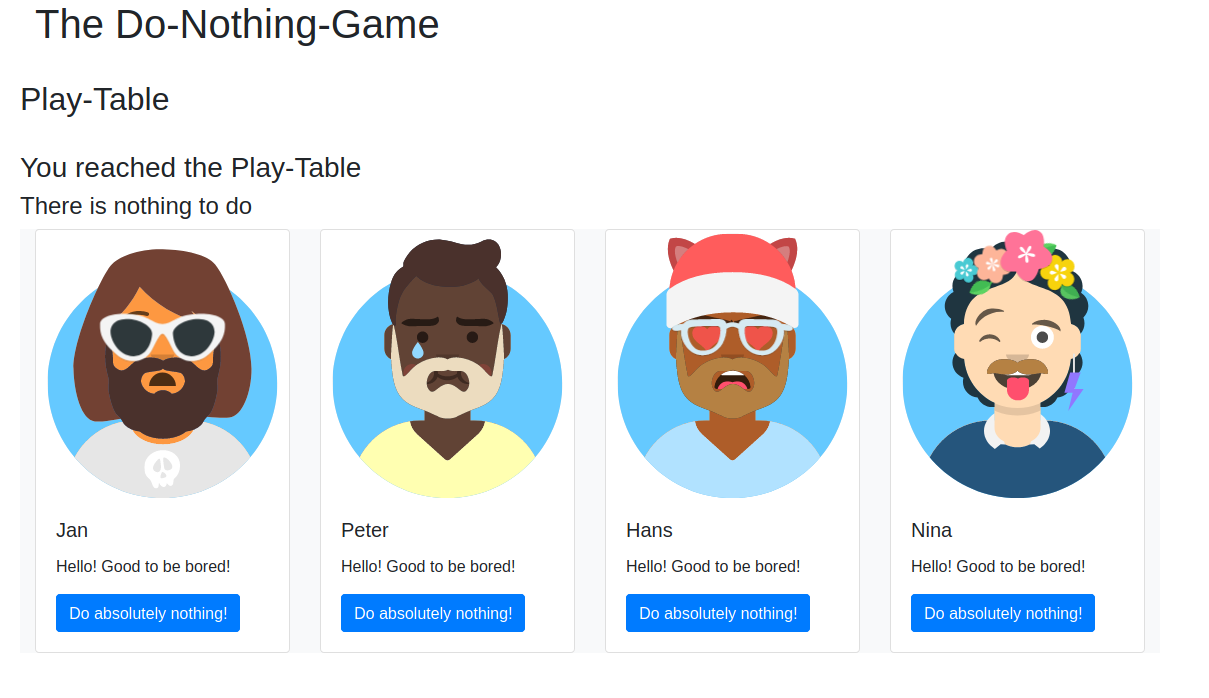 The Do-Nothing-Game
Play-Table
You reached the Play-Table
There is nothing to do
Jan
Hello! Good to be bored!
Do absolutely nothing!
Peter
Hello! Good to be bored!
Do absolutely nothing!
Hans
Hello! Good to be bored!
Do absolutely nothing!
Nina
Hello! Good to be bored!
Do absolutely nothing!